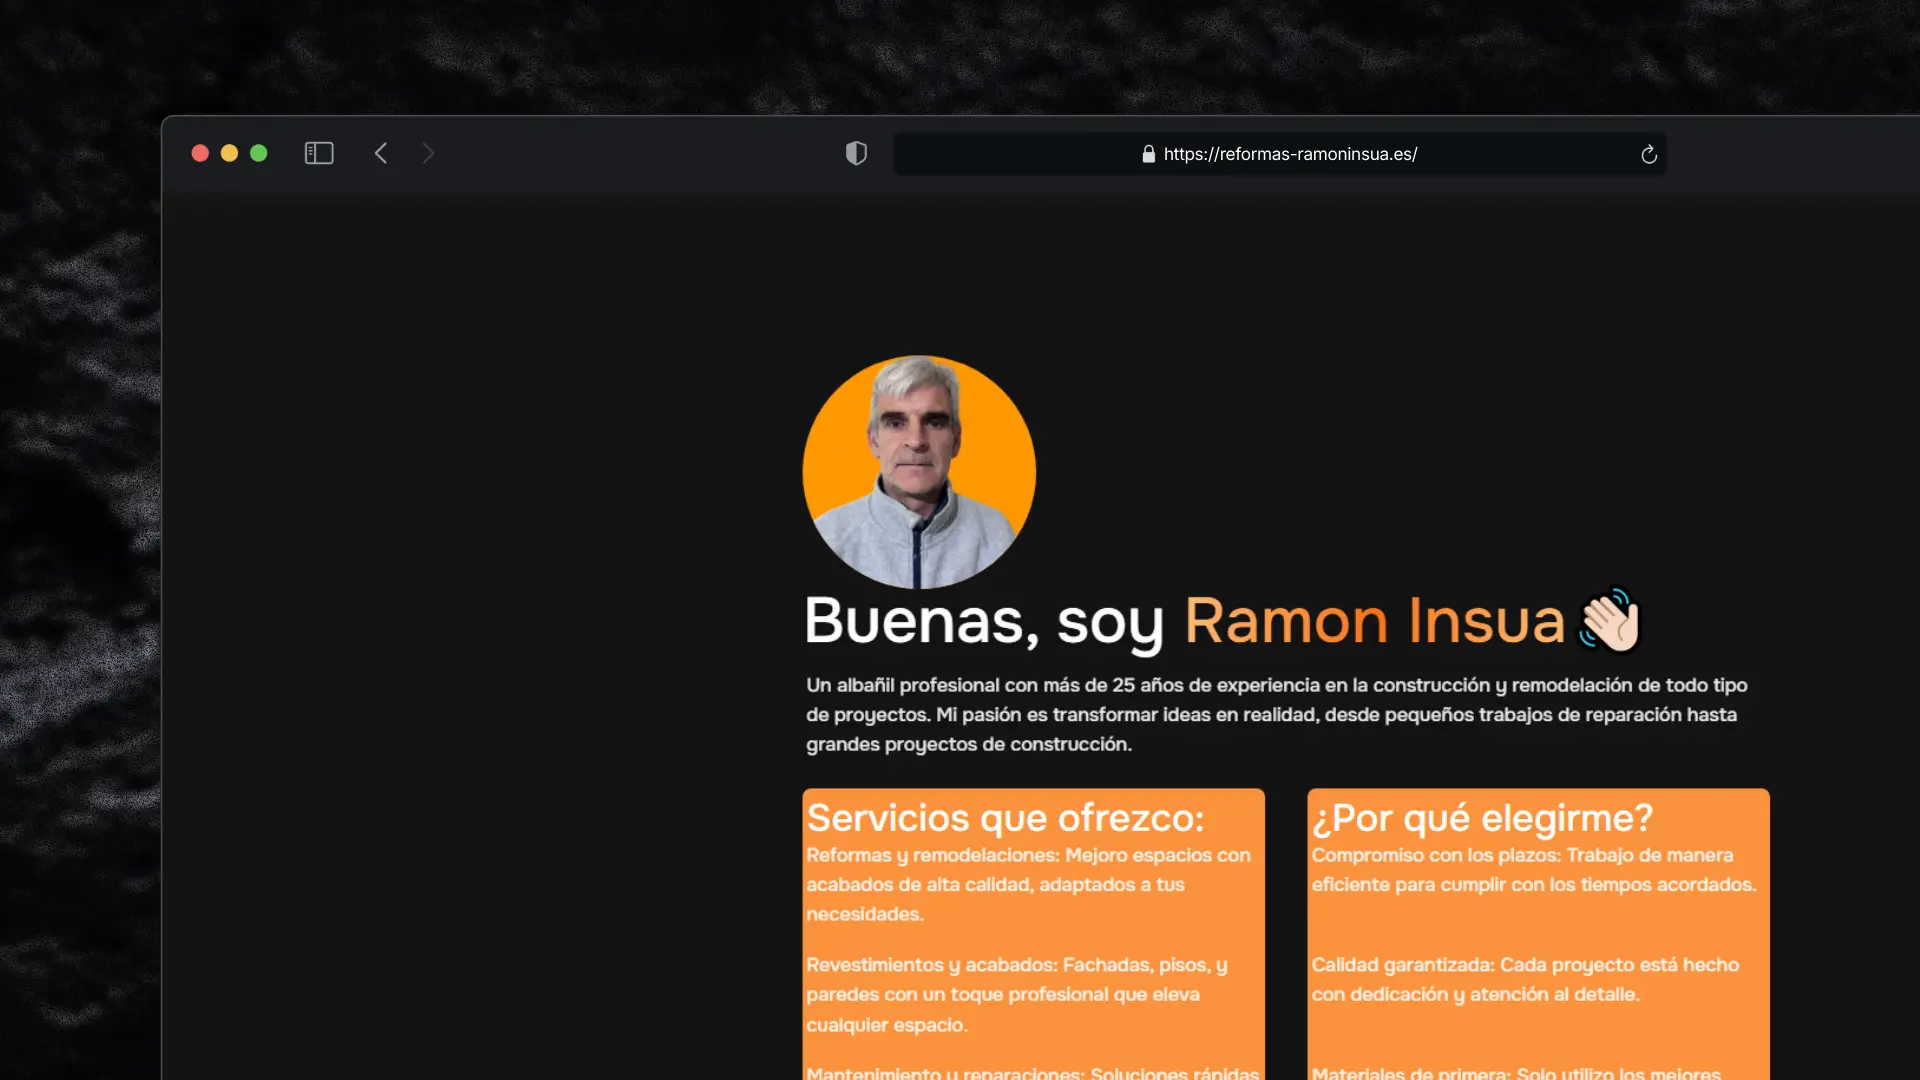 https://reformas-ramoninsua.es/
Buenas, soy Ramon Insua
Un albañil profesional con más de 25 años de experiencia en la construcción y remodelación de todo tipo
de proyectos. Mi pasión es transformar ideas en realidad, desde pequeños trabajos de reparación hasta
grandes proyectos de construcción.
Servicios que ofrezco:
Reformas y remodelaciones: Mejoro espacios con
acabados de alta calidad, adaptados a tus
necesidades.
Revestimientos y acabados: Fachadas, pisos, y
paredes con un toque profesional que eleva
cualquier espacio.
Mantenimiento y reparaciones: Soluciones rápidas
¿Por qué elegirme?
Compromiso con los plazos: Trabajo de manera
eficiente para cumplir con los tiempos acordados.
Calidad garantizada: Cada proyecto está hecho
con dedicación y atención al detalle.
Materiales de primera: Solo utilizo los mejores